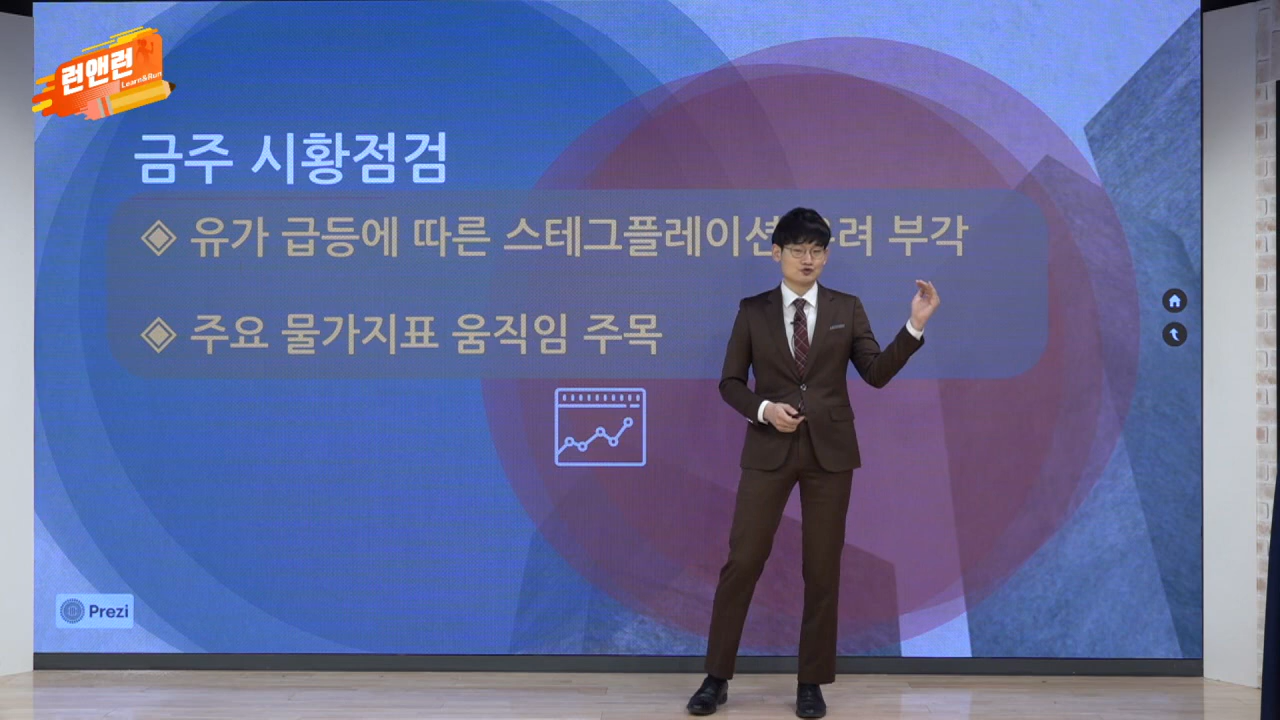 런앤런
Learn&Run
금주 시황점검
◈ 유가 급등에 따른 스테그플레이션 려 부각
◈ 주요 물가지표 움직임 주목
Prezi